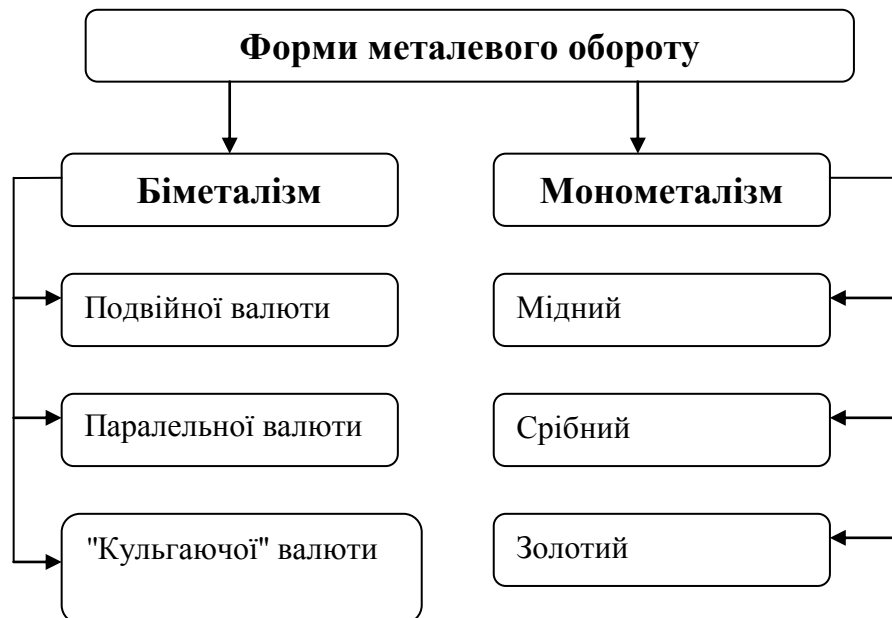 Форми металевого обороту
Біметалізм
Монометалізм
Подвійної валюти
Мідний
Паралельної валюти
Срібний
"Кульгаючої" валюти
Золотий